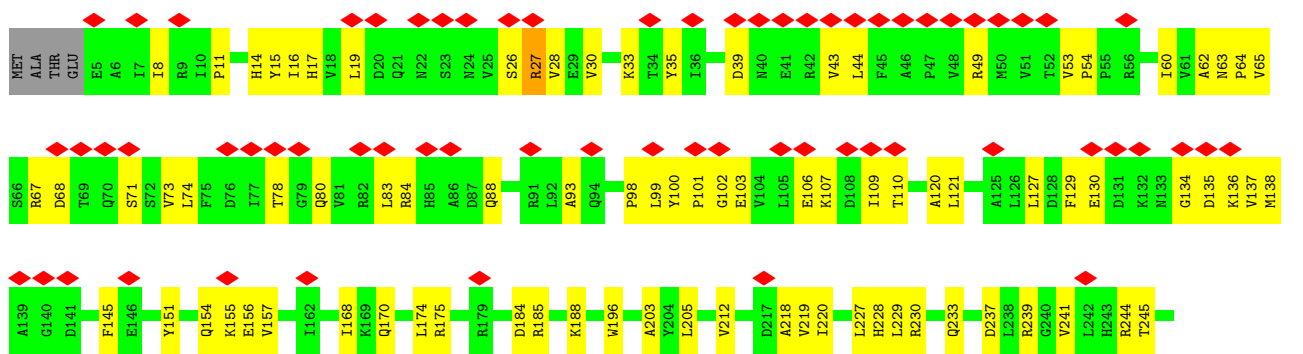 MET ALA THR GLU E5 A6 I7 I8 R9 I10 P11 H14 Y15 I16 H17 V18 L19 D20 Q21 N22 S23 N24 V25 S26 R27 V28 E29 V30 K33 T34 Y35 I36 D39 N40 E41 R42 V43 L44 F45 A46 P47 V48 R49 M50 V51 T52 V53 P54 P55 R56 I60 V61 A62 N63 P64 V65
S66 R67 D68 T69 Q70 S71 S72 V73 L74 F75 D76 I77 T78 G79 Q80 V81 R82 L83 R84 H85 A86 D87 Q88 R91 L92 A93 Q94 P98 L99 Y100 P101 G102 E103 V104 L105 E106 K107 D108 I109 T110 A120 L121 A125 L126 L127 D128 F129 E130 D131 K132 N133 G134 D135 K136 V137 M138
A139 G140 D141 F145 E146 Y151 Q154 K155 E156 V157 I162 I168 K169 Q170 L174 R175 R179 D184 R185 K188 W196 A203 Y204 L205 V212 D217 A218 V219 I220 L227 H228 L229 R230 Q233 D237 L238 R239 G240 V241 L242 H243 R244 T245